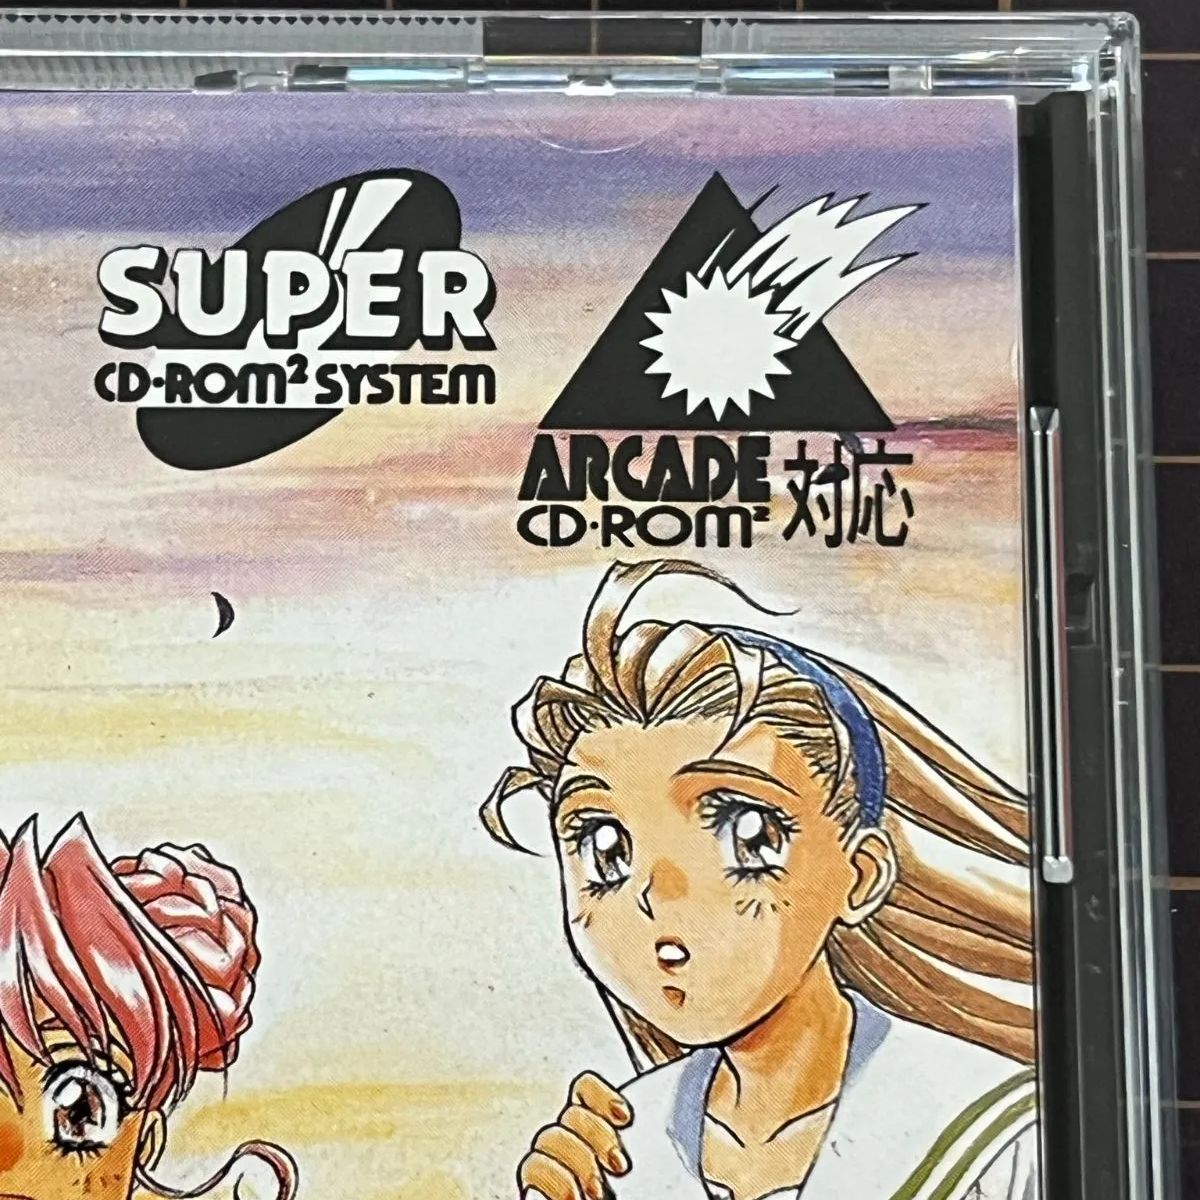 SUPER
CD-ROM² SYSTEM
ARCADE
CD-ROM² 対応